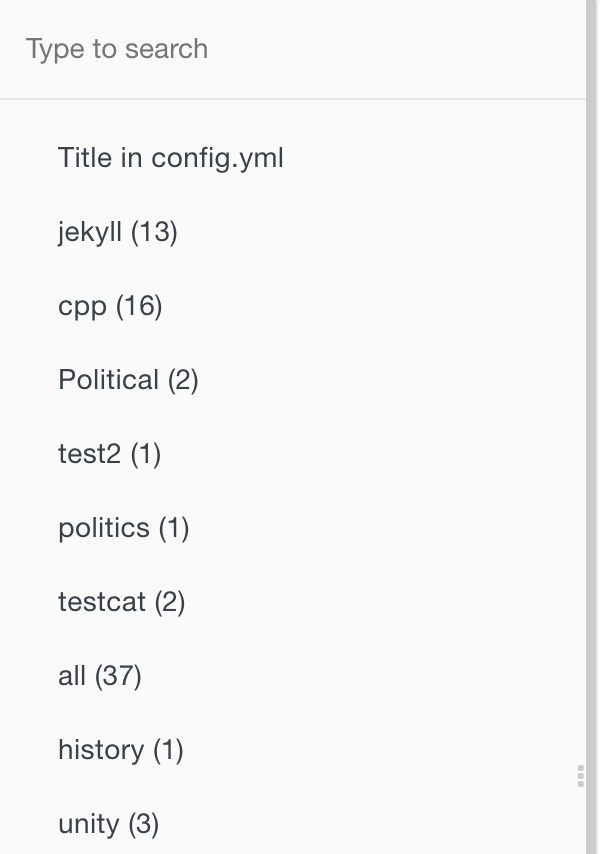 Type to search
Title in config.yml
jekyll (13)
cpp (16)
Political (2)
test2 (1)
politics (1)
testcat (2)
all (37)
history (1)
unity (3)